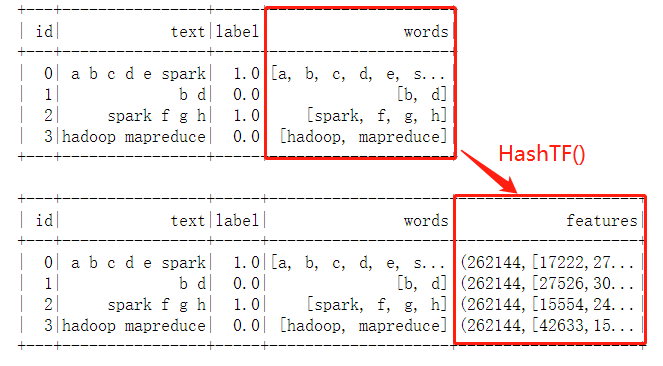 +---+----------------+-----+--------------------+
| id|            text|label|               words|
+---+----------------+-----+--------------------+
|  0| a b c d e spark|  1.0|[a, b, c, d, e, s...|
|  1|             b d|  0.0|              [b, d]|
|  2|     spark f g h|  1.0|    [spark, f, g, h]|
|  3|hadoop mapreduce|  0.0| [hadoop, mapreduce]|
+---+----------------+-----+--------------------+
HashTF()
+---+----------------+-----+--------------------+--------------------+
| id|            text|label|               words|            features|
+---+----------------+-----+--------------------+--------------------+
|  0| a b c d e spark|  1.0|[a, b, c, d, e, s...|(262144,[17222,27...|
|  1|             b d|  0.0|              [b, d]|(262144,[27526,30...|
|  2|     spark f g h|  1.0|    [spark, f, g, h]|(262144,[15554,24...|
|  3|hadoop mapreduce|  0.0| [hadoop, mapreduce]|(262144,[42633,15...|
+---+----------------+-----+--------------------+--------------------+